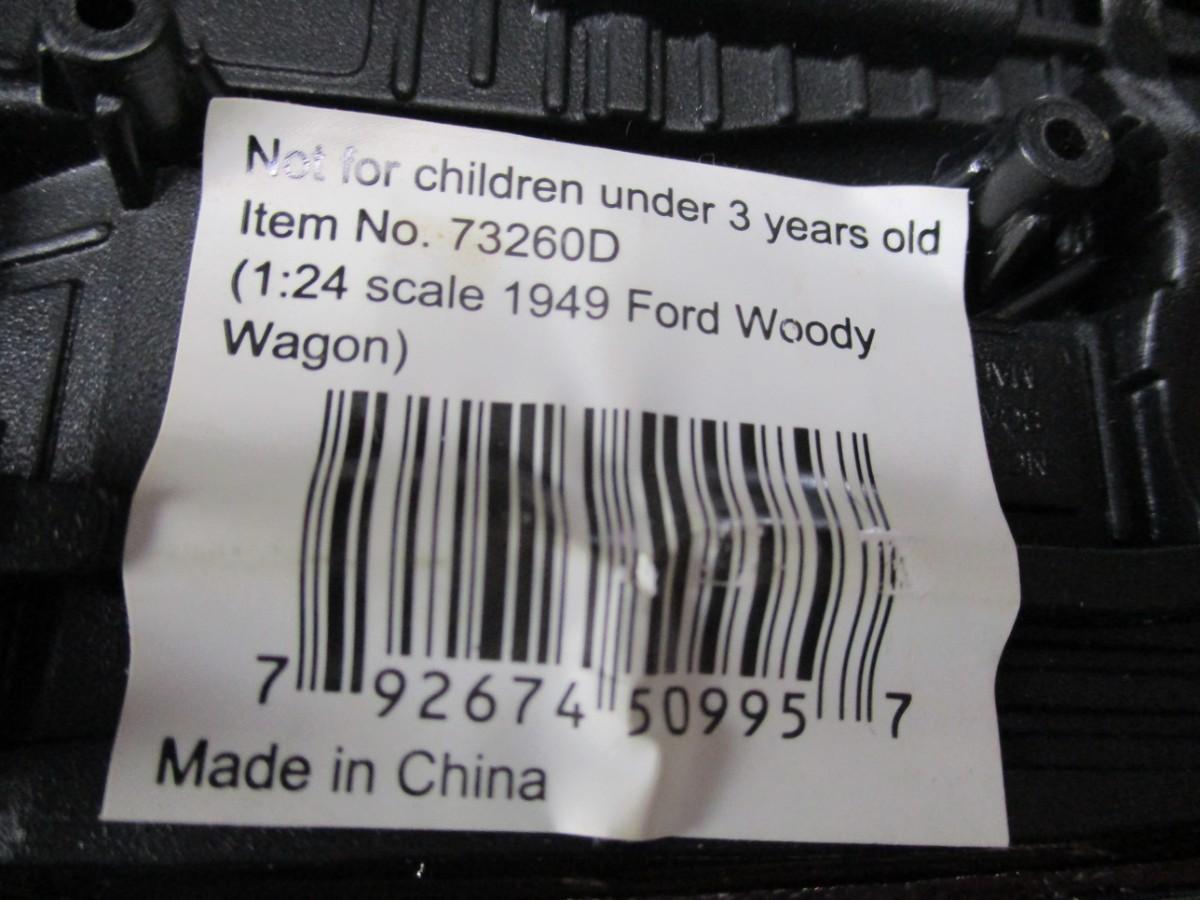 Not for children under 3 years old
Item No. 73260D
(1:24 scale 1949 Ford Woody
Wagon)
7 92674 50995 7
Made in China